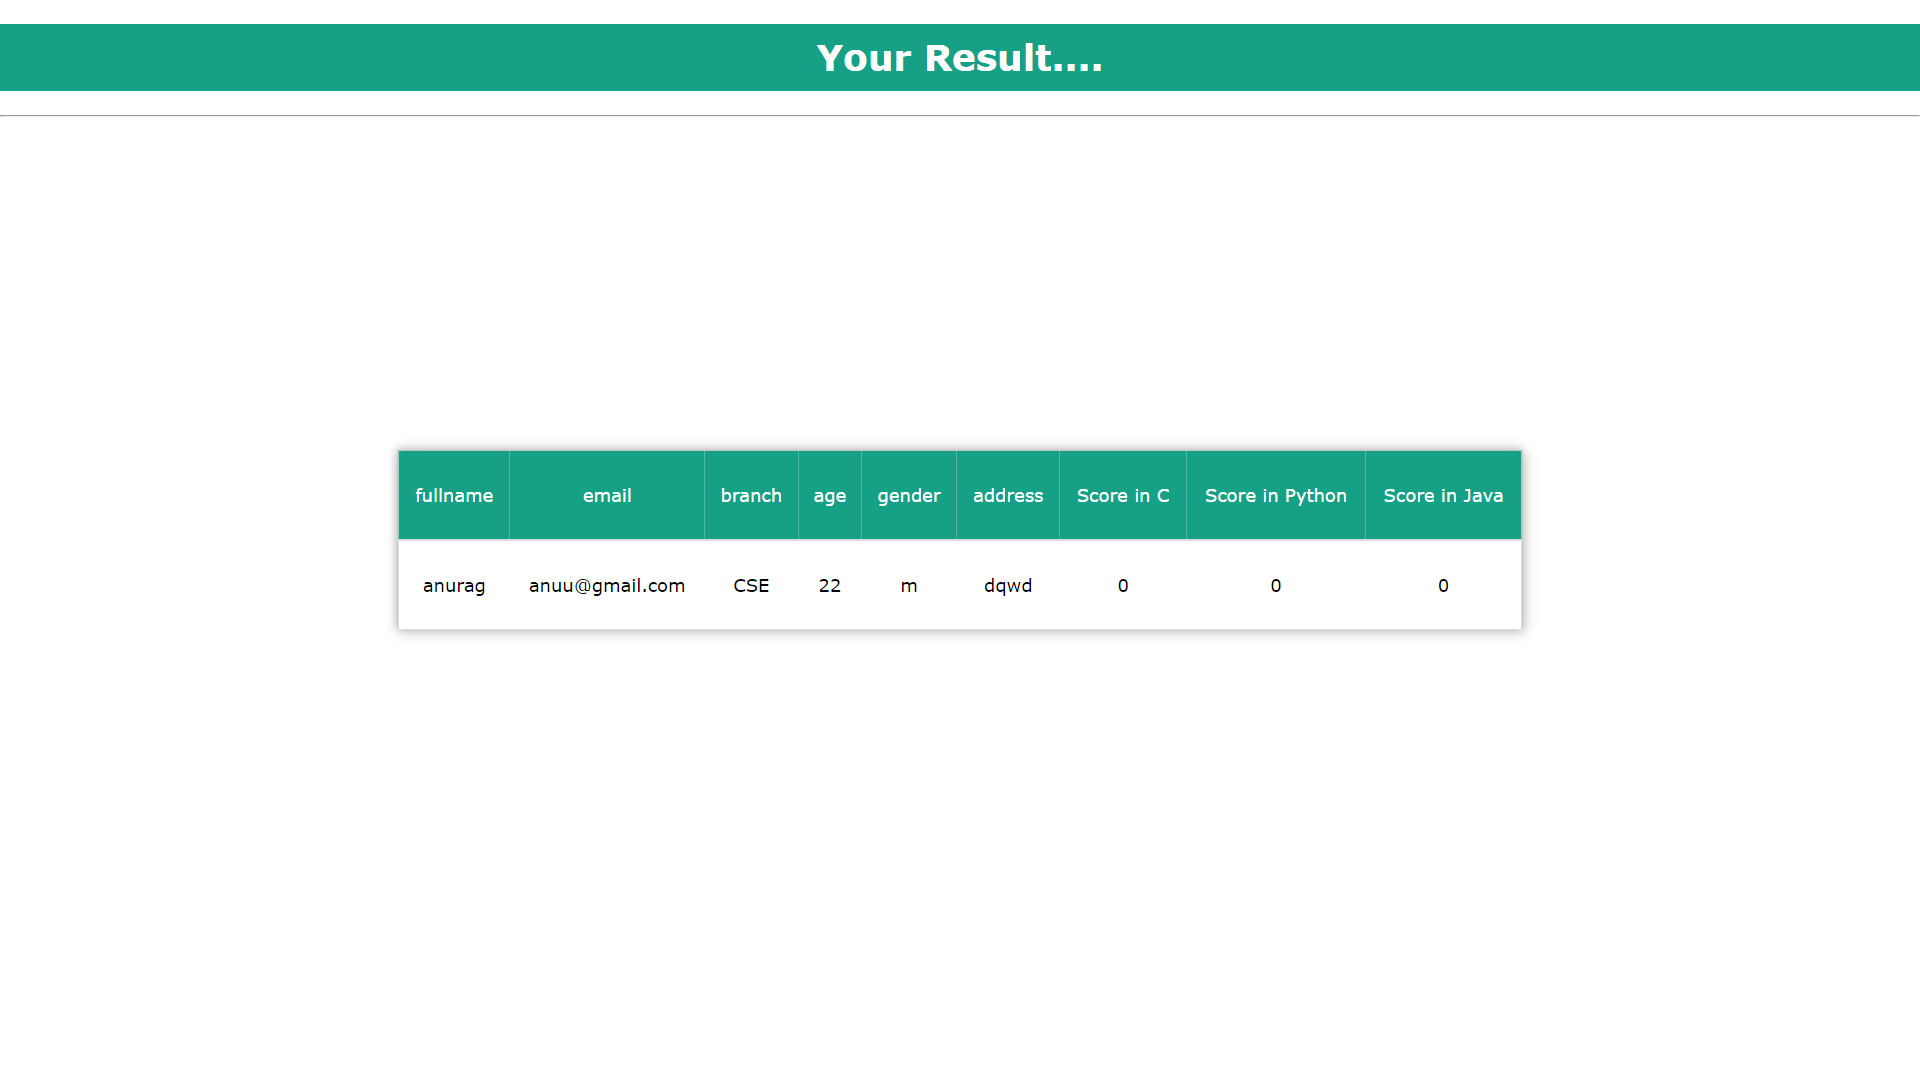 Your Result....
fullname email branch age gender address Score in C Score in Python Score in Java
anurag anuu@gmail.com CSE 22 m dqwd 0 0 0